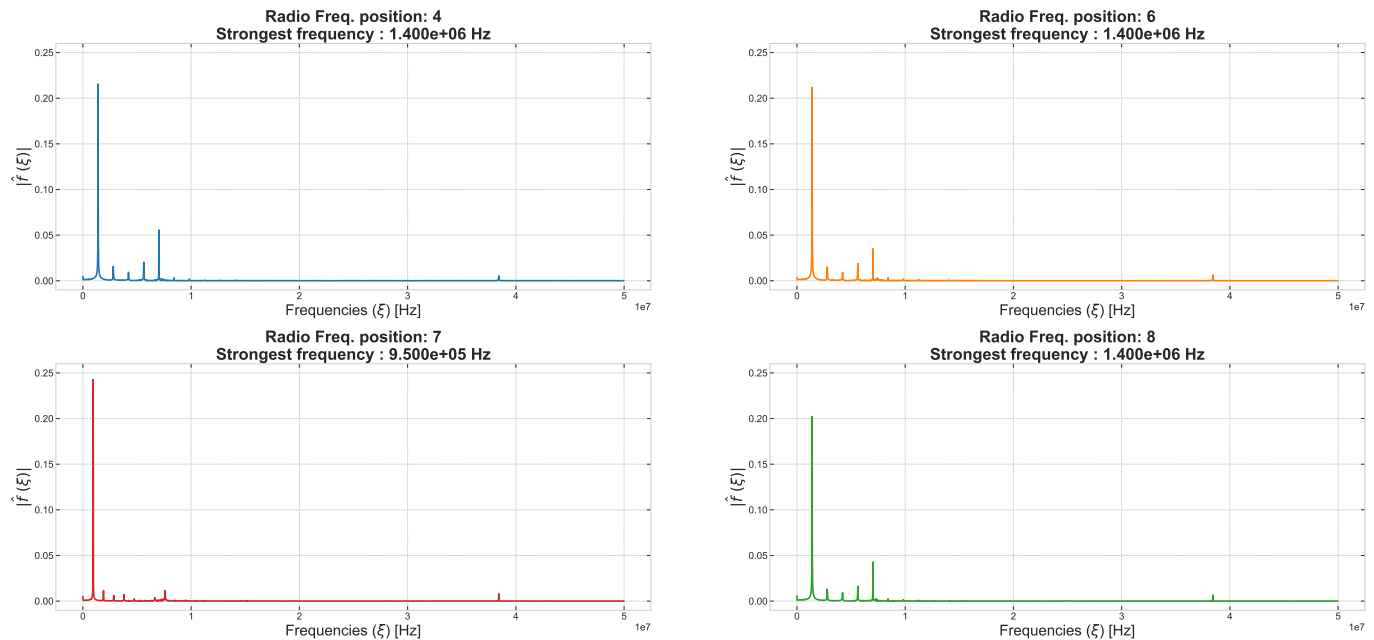 Radio Freq. position: 4
Strongest frequency : 1.400e+06 Hz
0.25
0.20
0.15
0.10
0.05
0.00
|f̂ (ξ)|
0 1 2 3 4 5
1e7
Frequencies (ξ) [Hz]
Radio Freq. position: 6
Strongest frequency : 1.400e+06 Hz
0.25
0.20
0.15
0.10
0.05
0.00
|f̂ (ξ)|
0 1 2 3 4 5
1e7
Frequencies (ξ) [Hz]
Radio Freq. position: 7
Strongest frequency : 9.500e+05 Hz
0.25
0.20
0.15
0.10
0.05
0.00
|f̂ (ξ)|
0 1 2 3 4 5
1e7
Frequencies (ξ) [Hz]
Radio Freq. position: 8
Strongest frequency : 1.400e+06 Hz
0.25
0.20
0.15
0.10
0.05
0.00
|f̂ (ξ)|
0 1 2 3 4 5
1e7
Frequencies (ξ) [Hz]